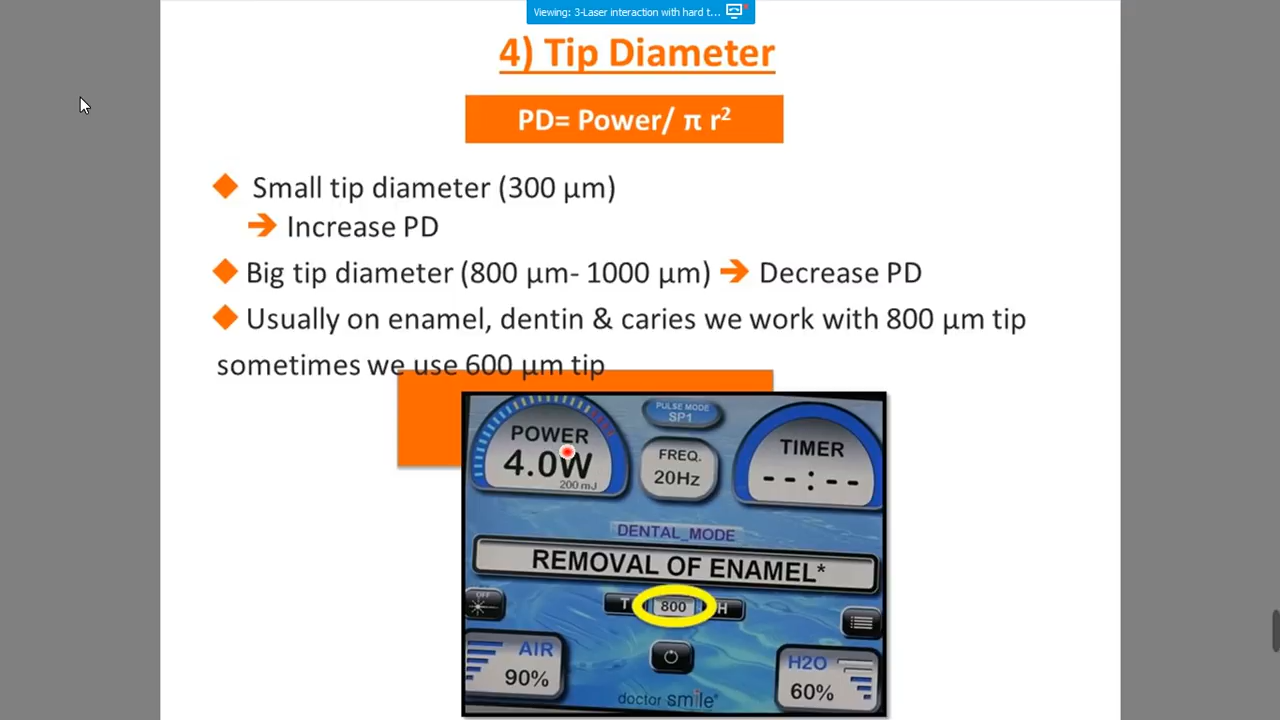 Viewing: 3-Laser interaction with hard t...
4) Tip Diameter
PD= Power/ π r²
Small tip diameter (300 µm)
➔ Increase PD
Big tip diameter (800 µm- 1000 µm) ➔ Decrease PD
Usually on enamel, dentin & caries we work with 800 µm tip
sometimes we use 600 µm tip
POWER
4.0W
200 mJ
PULSE MODE
SP1
FREQ.
20Hz
TIMER
--:--
DENTAL_MODE
REMOVAL OF ENAMEL*
OFF
T
800
H
AIR
90%
H2O
60%
doctor smile